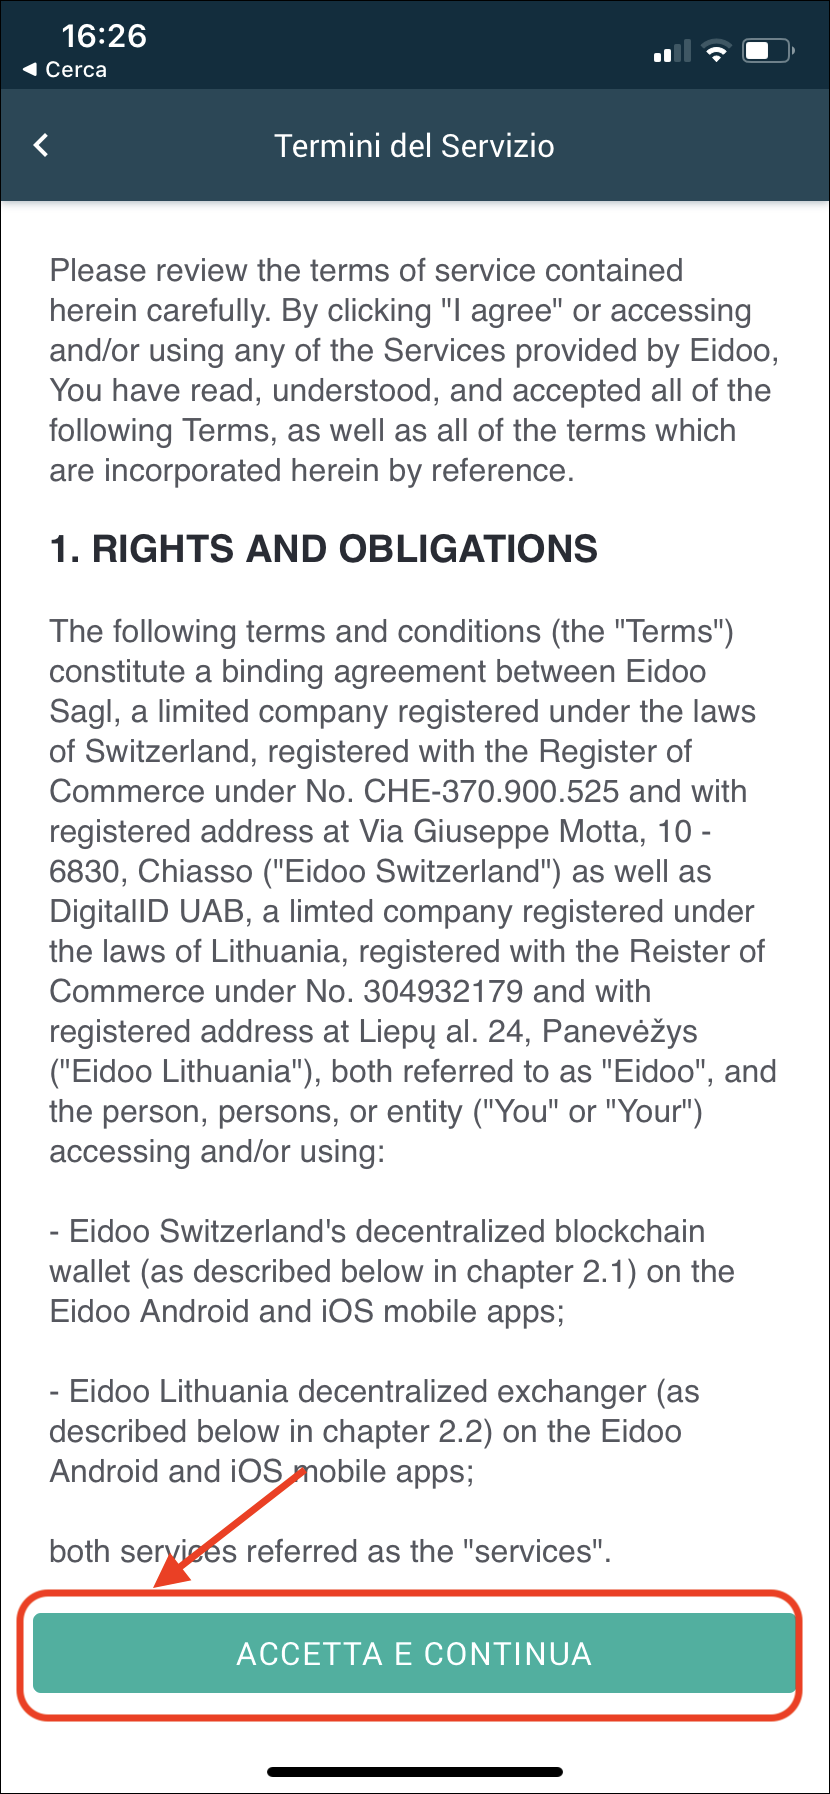 16:26
◀ Cerca
Termini del Servizio
Please review the terms of service contained
herein carefully. By clicking "I agree" or accessing
and/or using any of the Services provided by Eidoo,
You have read, understood, and accepted all of the
following Terms, as well as all of the terms which
are incorporated herein by reference.
1. RIGHTS AND OBLIGATIONS
The following terms and conditions (the "Terms")
constitute a binding agreement between Eidoo
Sagl, a limited company registered under the laws
of Switzerland, registered with the Register of
Commerce under No. CHE-370.900.525 and with
registered address at Via Giuseppe Motta, 10 -
6830, Chiasso ("Eidoo Switzerland") as well as
DigitalID UAB, a limted company registered under
the laws of Lithuania, registered with the Reister of
Commerce under No. 304932179 and with
registered address at Liepų al. 24, Panevėžys
("Eidoo Lithuania"), both referred to as "Eidoo", and
the person, persons, or entity ("You" or "Your")
accessing and/or using:
- Eidoo Switzerland's decentralized blockchain
wallet (as described below in chapter 2.1) on the
Eidoo Android and iOS mobile apps;
- Eidoo Lithuania decentralized exchanger (as
described below in chapter 2.2) on the Eidoo
Android and iOS mobile apps;
both services referred as the "services".
ACCETTA E CONTINUA